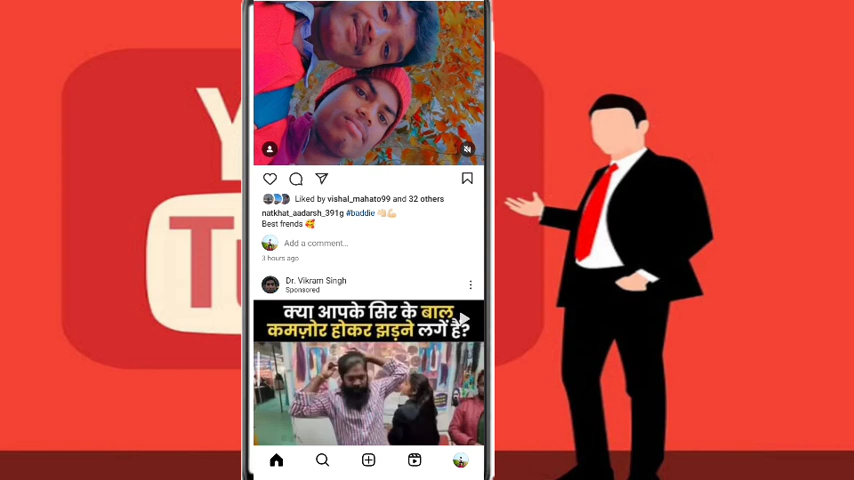 Liked by vishal_mahato99 and 32 others
natkhat_aadarsh_391g #baddie 👊🏻💪🏻
Best frends 🥰
Add a comment...
3 hours ago
Dr. Vikram Singh
Sponsored
क्या आपके सिर के बाल
कमज़ोर होकर झड़ने लगें हैं?